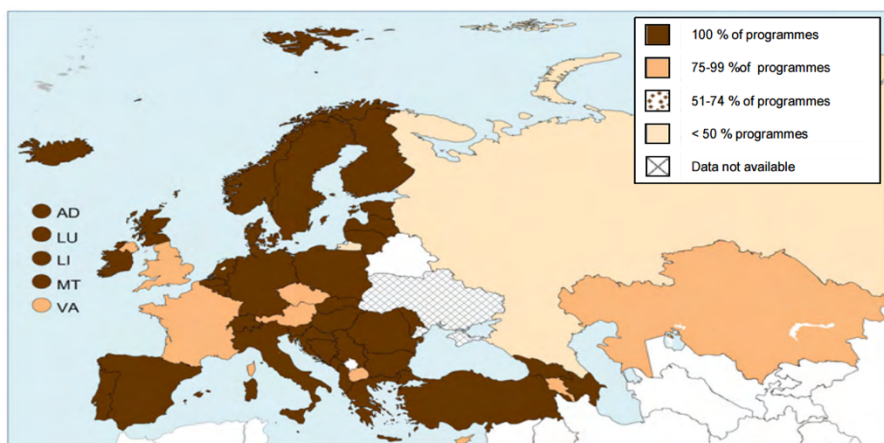 100 % of programmes
75-99 %of programmes
51-74 % of programmes
< 50 % programmes
Data not available
AD
LU
LI
MT
VA